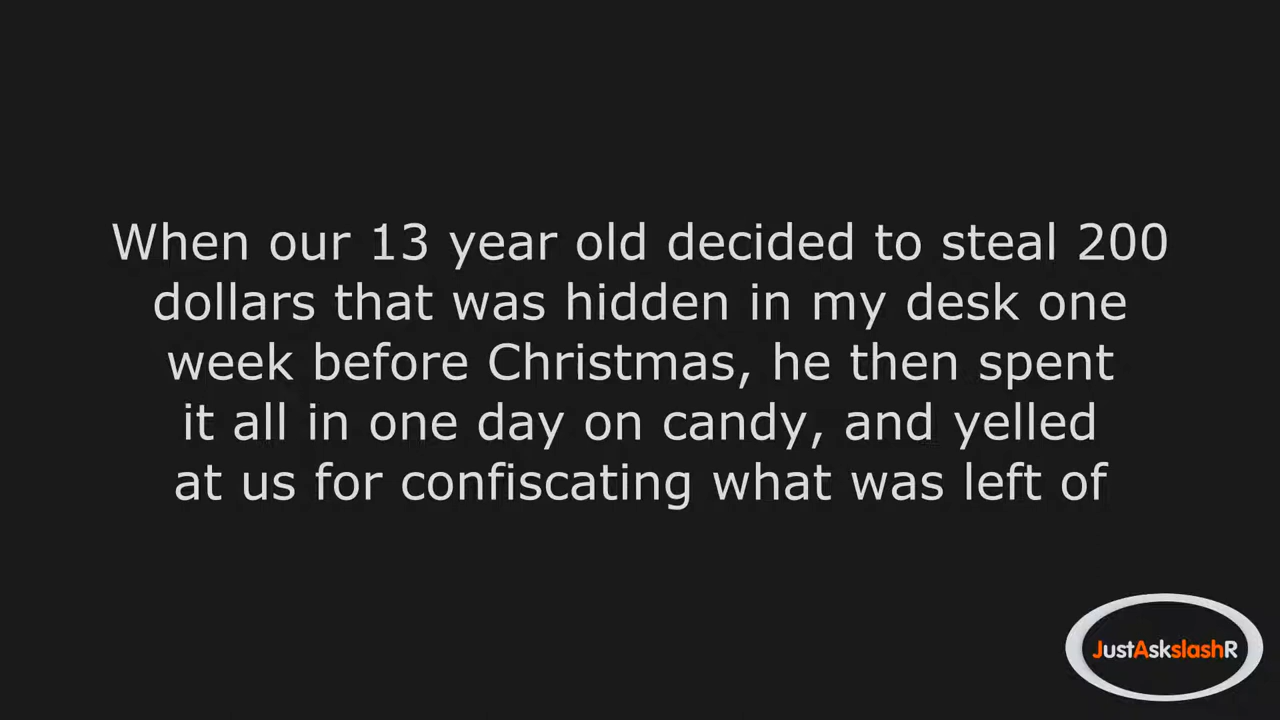 When our 13 year old decided to steal 200
dollars that was hidden in my desk one
week before Christmas, he then spent
it all in one day on candy, and yelled
at us for confiscating what was left of
JustAskslashR